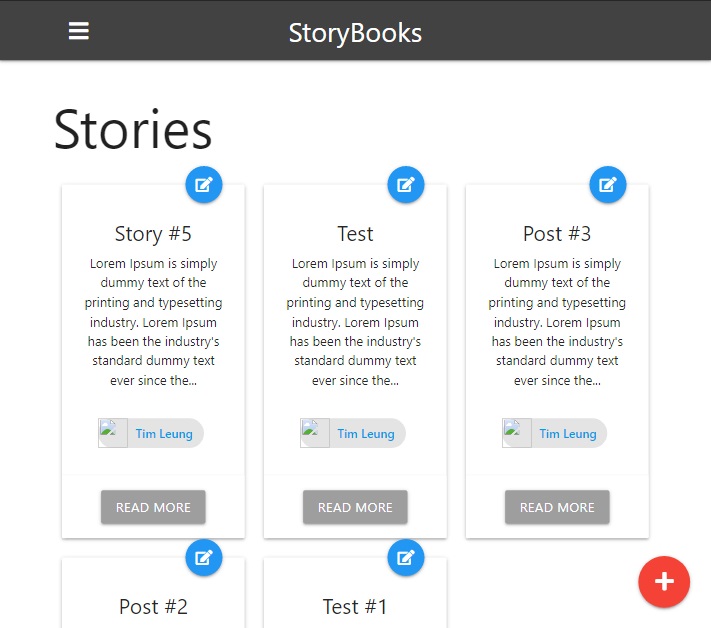 StoryBooks
Stories
Story #5
Lorem Ipsum is simply
dummy text of the
printing and typesetting
industry. Lorem Ipsum
has been the industry's
standard dummy text
ever since the...
Tim Leung
READ MORE
Test
Lorem Ipsum is simply
dummy text of the
printing and typesetting
industry. Lorem Ipsum
has been the industry's
standard dummy text
ever since the...
Tim Leung
READ MORE
Post #3
Lorem Ipsum is simply
dummy text of the
printing and typesetting
industry. Lorem Ipsum
has been the industry's
standard dummy text
ever since the...
Tim Leung
READ MORE
Post #2
Test #1